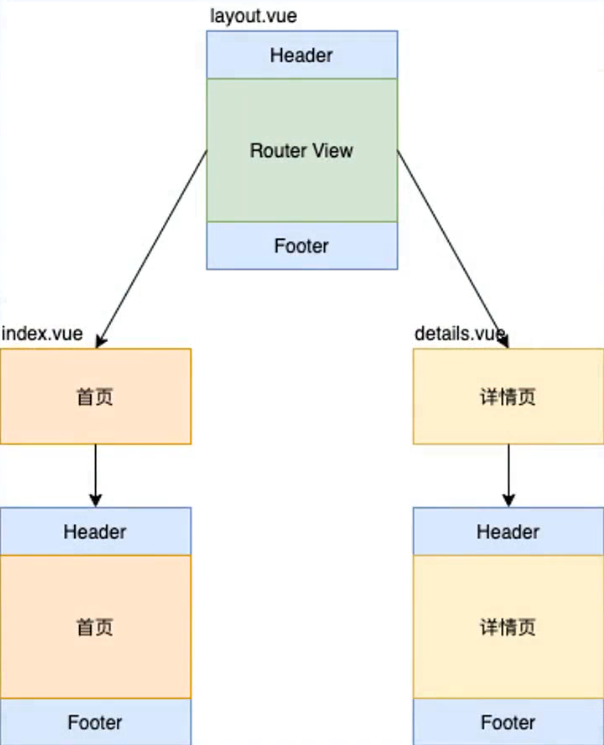 layout.vue
Header
Router View
Footer
index.vue
details.vue
首页
详情页
Header
Header
首页
详情页
Footer
Footer